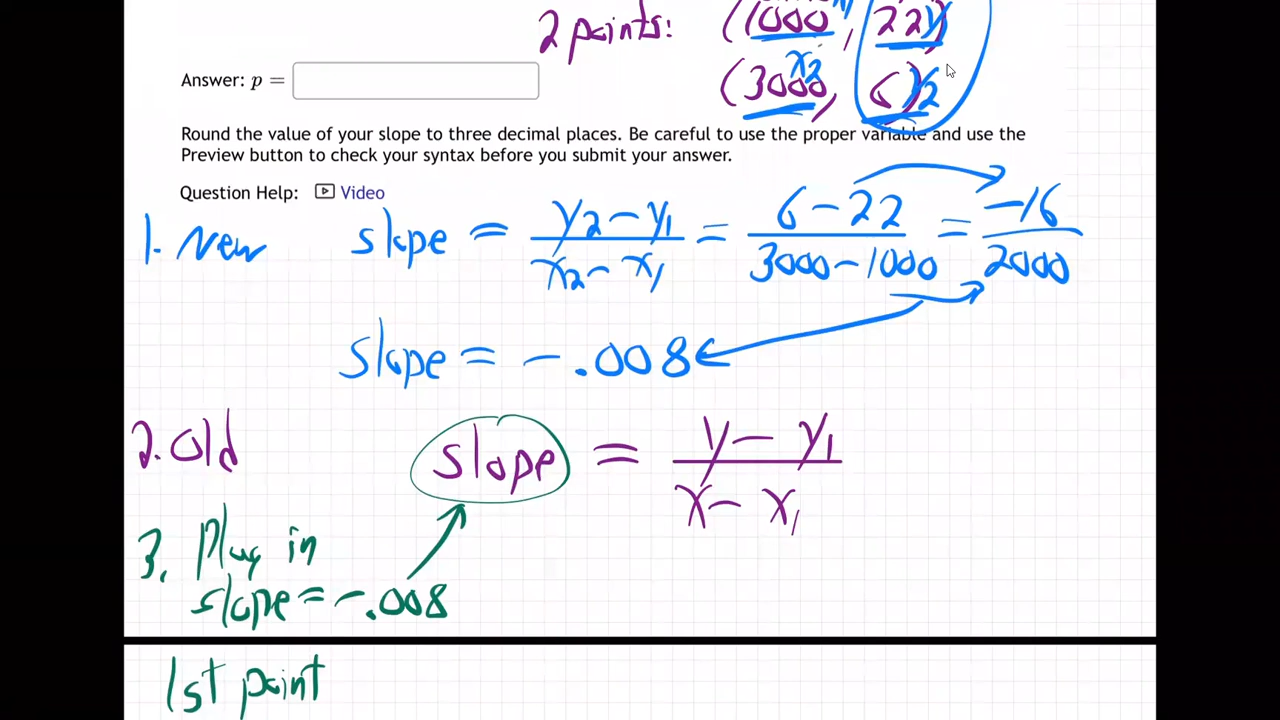 2 points: (1000, 22) y1
x2
(3000, 6) y2
Answer: p =
Round the value of your slope to three decimal places. Be careful to use the proper variable and use the
Preview button to check your syntax before you submit your answer.
Question Help: Video
1. New slope = y2 - y1 / x2 - x1 = 6 - 22 / 3000 - 1000 = -16 / 2000
slope = -.008
2. Old slope = y - y1 / x - x1
3. Plug in
slope = -.008
1st point